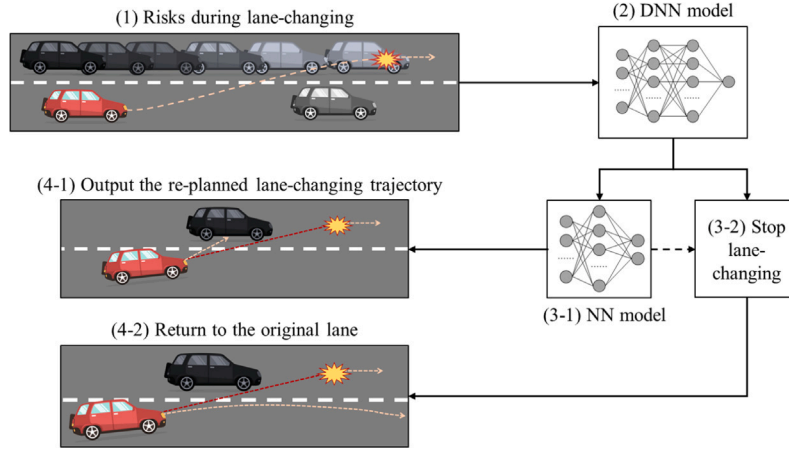 (1) Risks during lane-changing
(2) DNN model
(4-1) Output the re-planned lane-changing trajectory
(3-2) Stop
lane-
changing
(3-1) NN model
(4-2) Return to the original lane